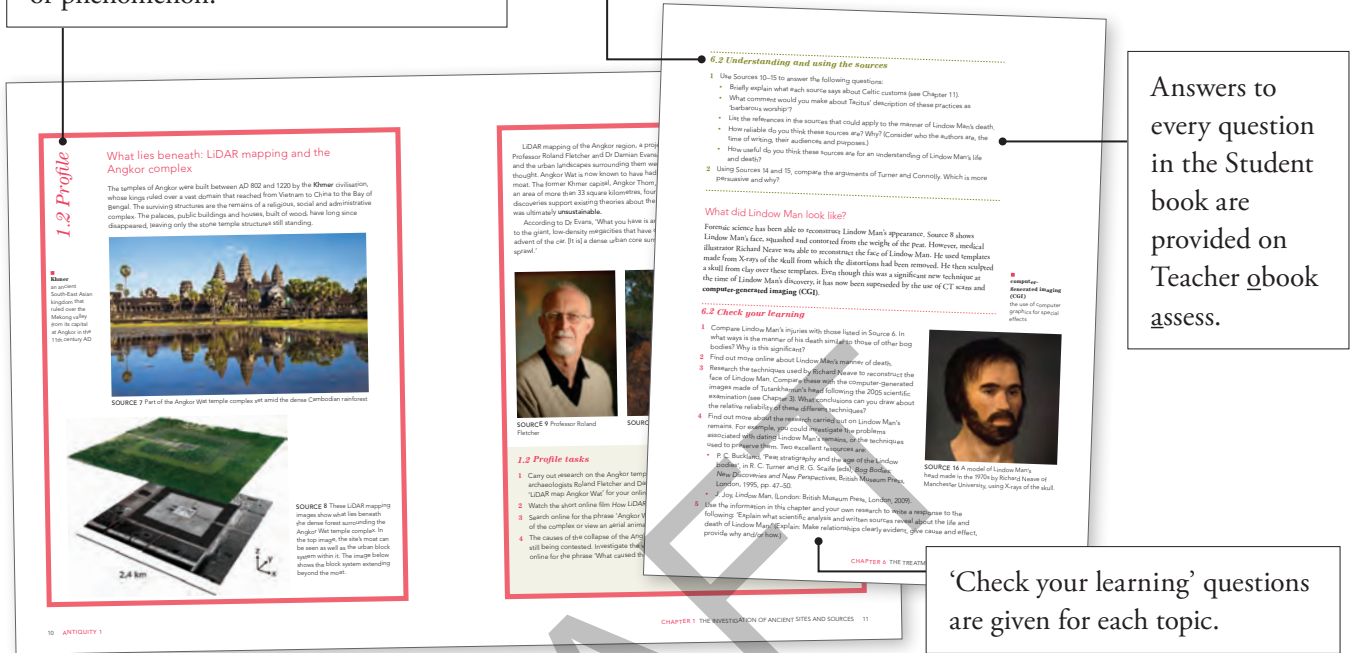 of phenomenon.
Answers to
every question
in the Student
book are
provided on
Teacher obook
assess.
'Check your learning' questions
are given for each topic.
1.2 Profile
What lies beneath: LiDAR mapping and the
Angkor complex
The temples of Angkor were built between AD 802 and 1220 by the Khmer civilisation,
whose kings ruled over a vast domain that reached from Vietnam to China to the Bay of
Bengal. The surviving structures are the remains of a religious, social and administrative
complex. The palaces, public buildings and houses, built of wood, have long since
disappeared, leaving only the stone temple structures still standing.
Khmer
an ancient
South-East Asian
kingdom that
ruled over the
Mekong valley
from its capital
at Angkor in the
11th century AD
SOURCE 7 Part of the Angkor Wat temple complex set amid the dense Cambodian rainforest
2.4 km
Z
Y
X
SOURCE 8 These LiDAR mapping
images show what lies beneath
the dense forest surrounding the
Angkor Wat temple complex. In
the top image, the site's moat can
be seen as well as the urban block
system within it. The image below
shows the block system extending
beyond the moat.
10 ANTIQUITY 1
LiDAR mapping of the Angkor region, a proje
Professor Roland Fletcher and Dr Damian Evans
and the urban landscapes surrounding them wa
thought. Angkor Wat is now known to have had
moat. The former Khmer capital, Angkor Thom,
an area of more than 33 square kilometres, four
discoveries support existing theories about the
was ultimately unsustainable.
According to Dr Evans, 'What you have is an
to the giant, low-density megacities that have
advent of the car. [It is] a dense urban core surr
sprawl.'
SOURCE 9 Professor Roland
Fletcher
SOURC
1.2 Profile tasks
1 Carry out research on the Angkor temp
archaeologists Roland Fletcher and Da
'LiDAR map Angkor Wat' for your onlin
2 Watch the short online film How LiDAR
3 Search online for the phrase 'Angkor W
of the complex or view an aerial anima
4 The causes of the collapse of the Ang
still being contested. Investigate the
online for the phrase 'What caused th
CHAPTER 1 THE INVESTIGATION OF ANCIENT SITES AND SOURCES 11
6.2 Understanding and using the sources
1 Use Sources 10–15 to answer the following questions:
• Briefly explain what each source says about Celtic customs (see Chapter 11).
• What comment would you make about Tacitus' description of these practices as
'barbarous worship'?
• List the references in the sources that could apply to the manner of Lindow Man's death.
• How reliable do you think these sources are? Why? (Consider who the authors are, the
time of writing, their audiences and purposes.)
• How useful do you think these sources are for an understanding of Lindow Man's life
and death?
2 Using Sources 14 and 15, compare the arguments of Turner and Connolly. Which is more
persuasive and why?
What did Lindow Man look like?
Forensic science has been able to reconstruct Lindow Man's appearance. Source 8 shows
Lindow Man's face, squashed and contorted from the weight of the peat. However, medical
illustrator Richard Neave was able to reconstruct the face of Lindow Man. He used templates
made from X-rays of the skull from which the distortions had been removed. He then sculpted
a skull from clay over these templates. Even though this was a significant new technique at
the time of Lindow Man's discovery, it has now been superseded by the use of CT scans and
computer-generated imaging (CGI).
computer-
generated imaging
(CGI)
the use of computer
graphics for special
effects
6.2 Check your learning
1 Compare Lindow Man's injuries with those listed in Source 6. In
what ways is the manner of his death similar to those of other bog
bodies? Why is this significant?
2 Find out more online about Lindow Man's manner of death.
3 Research the techniques used by Richard Neave to reconstruct the
face of Lindow Man. Compare these with the computer-generated
images made of Tutankhamun's head following the 2005 scientific
examination (see Chapter 3). What conclusions can you draw about
the relative reliability of these different techniques?
4 Find out more about the research carried out on Lindow Man's
remains. For example, you could investigate the problems
associated with dating Lindow Man's remains, or the techniques
used to preserve them. Two excellent resources are
• P. C. Buckland, 'Peat stratigraphy and the age of the Lindow
bodies', in R. C. Turner and R. G. Scaife (eds), Bog Bodies:
New Discoveries and New Perspectives, British Museum Press,
London, 1995, pp. 47–50.
• J. Joy, Lindow Man, (London: British Museum Press, London, 2009).
5 Use the information in this chapter and your own research to write a response to the
following: 'Explain what scientific analysis and written sources reveal about the life and
death of Lindow Man.' (Explain: Make relationships clearly evident, give cause and effect,
provide why and/or how.)
SOURCE 16 A model of Lindow Man's
head made in the 1970s by Richard Neave of
Manchester University, using X-rays of the skull.
CHAPTER 6 THE TREATM